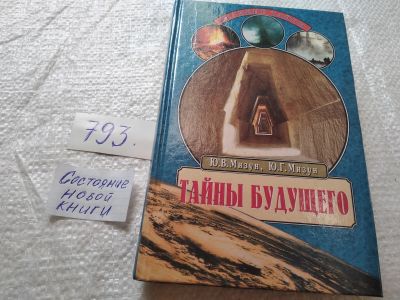 793.
Состояние
новой
книги
Ю.В.Мизун, Ю.Г.Мизун
ТАЙНЫ БУДУЩЕГО